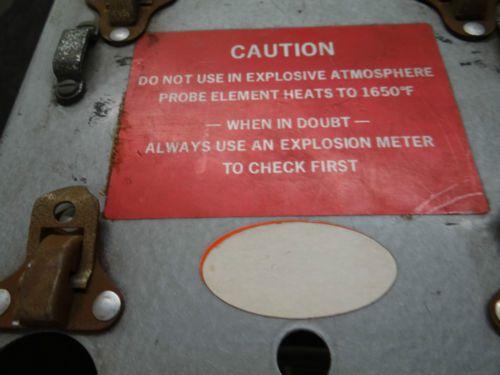 CAUTION
DO NOT USE IN EXPLOSIVE ATMOSPHERE
PROBE ELEMENT HEATS TO 1650°F
— WHEN IN DOUBT —
ALWAYS USE AN EXPLOSION METER
TO CHECK FIRST